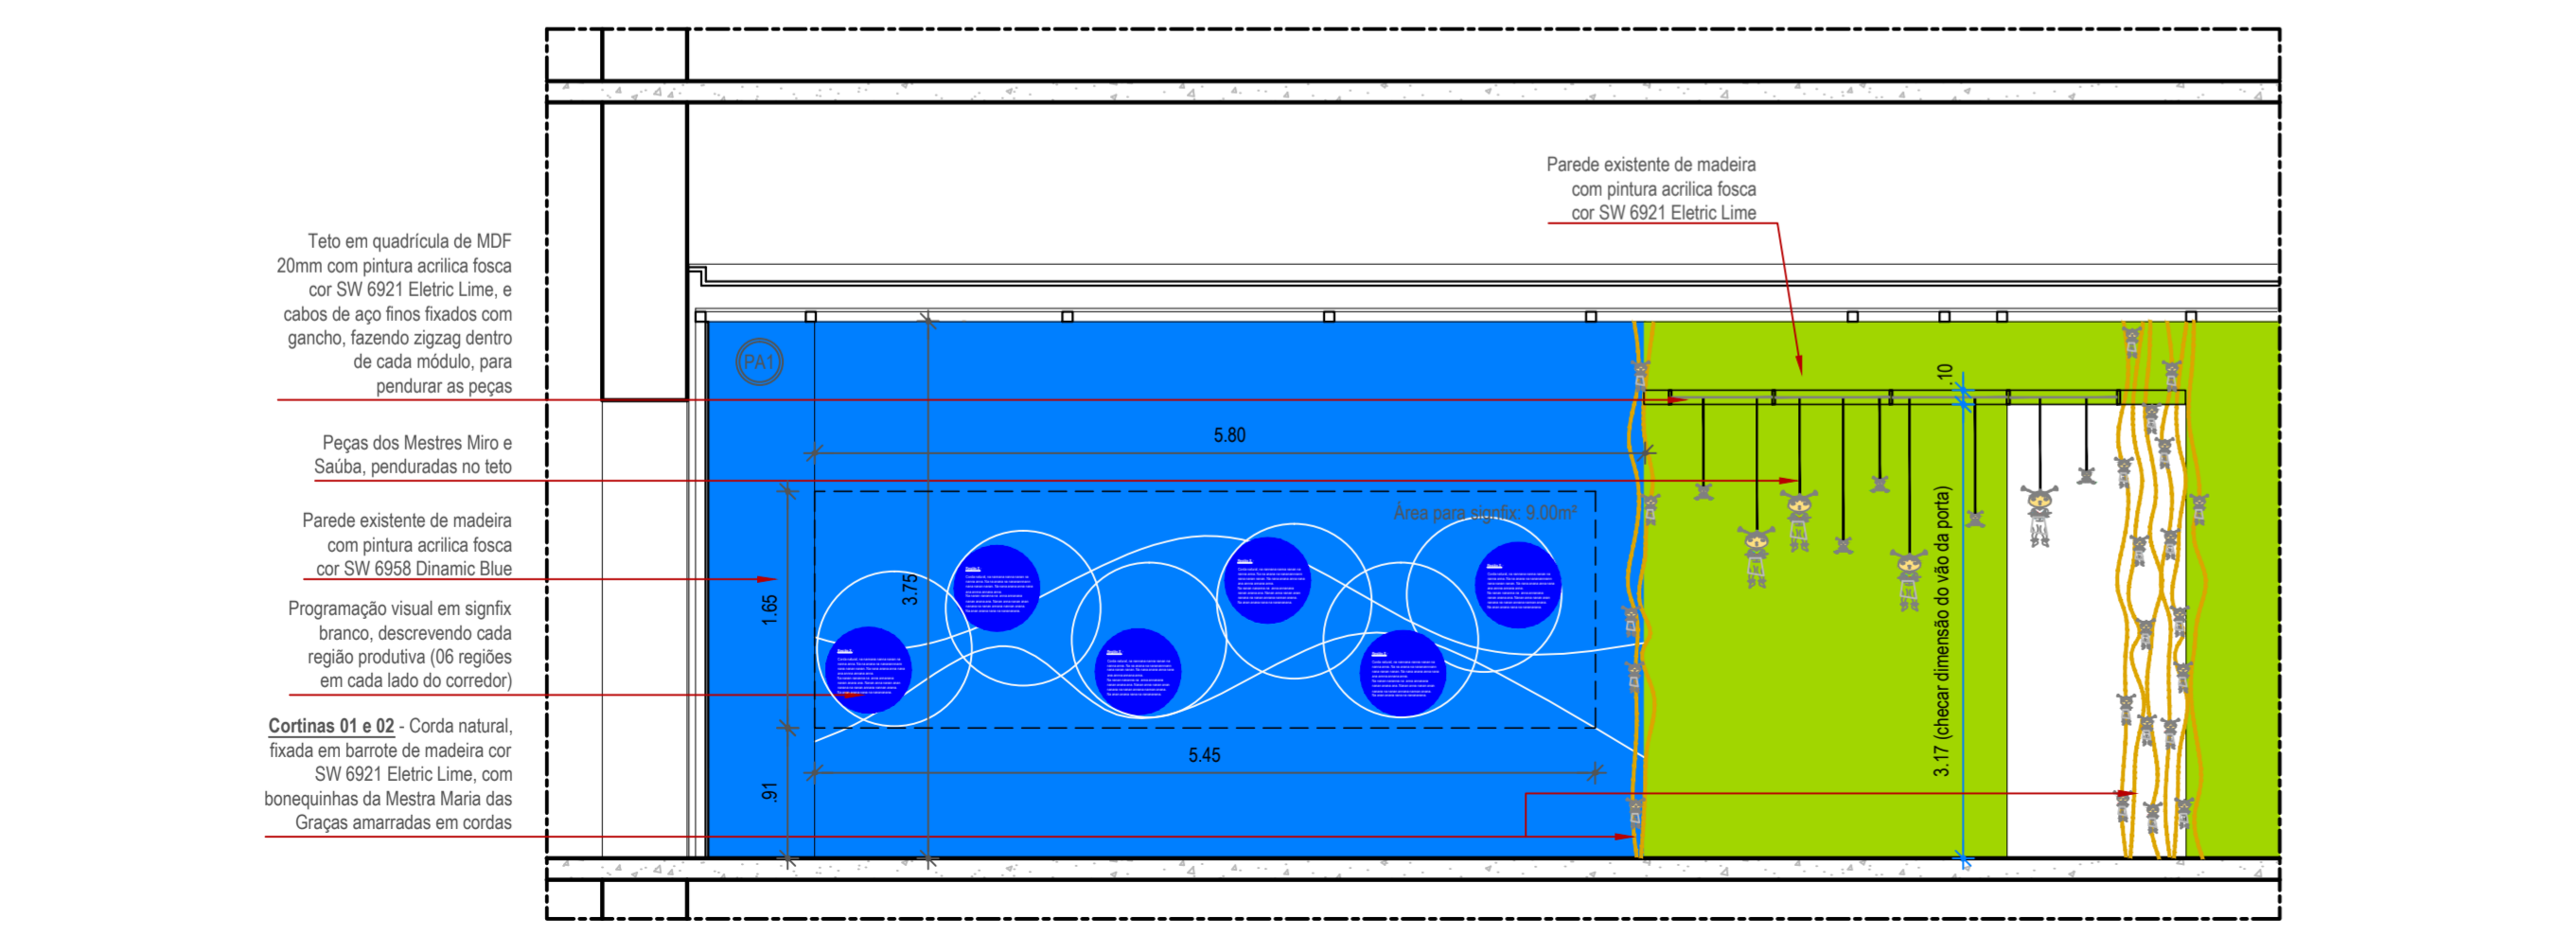 Parede existente de madeira
com pintura acrilica fosca
cor SW 6921 Eletric Lime
Teto em quadrícula de MDF
20mm com pintura acrilica fosca
cor SW 6921 Eletric Lime, e
cabos de aço finos fixados com
gancho, fazendo zigzag dentro
de cada módulo, para
pendurar as peças
Peças dos Mestres Miro e
Saúba, penduradas no teto
Parede existente de madeira
com pintura acrilica fosca
cor SW 6958 Dinamic Blue
Programação visual em signfix
branco, descrevendo cada
região produtiva (06 regiões
em cada lado do corredor)
Cortinas 01 e 02 - Corda natural,
fixada em barrote de madeira cor
SW 6921 Eletric Lime, com
bonequinhas da Mestra Maria das
Graças amarradas em cordas
PA1
5.80
Área para signfix: 9.00m²
3.75
1.65
5.45
.91
.10
3.17 (checar dimensão do vão da porta)